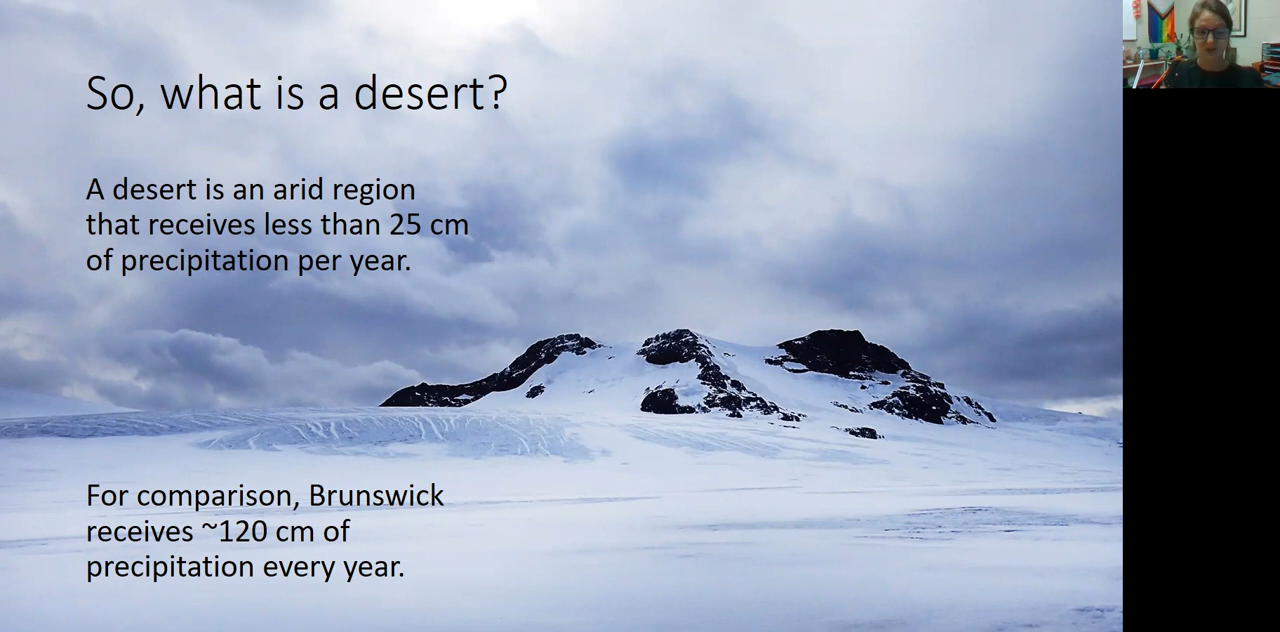 So, what is a desert?
A desert is an arid region
that receives less than 25 cm
of precipitation per year.
For comparison, Brunswick
receives ~120 cm of
precipitation every year.